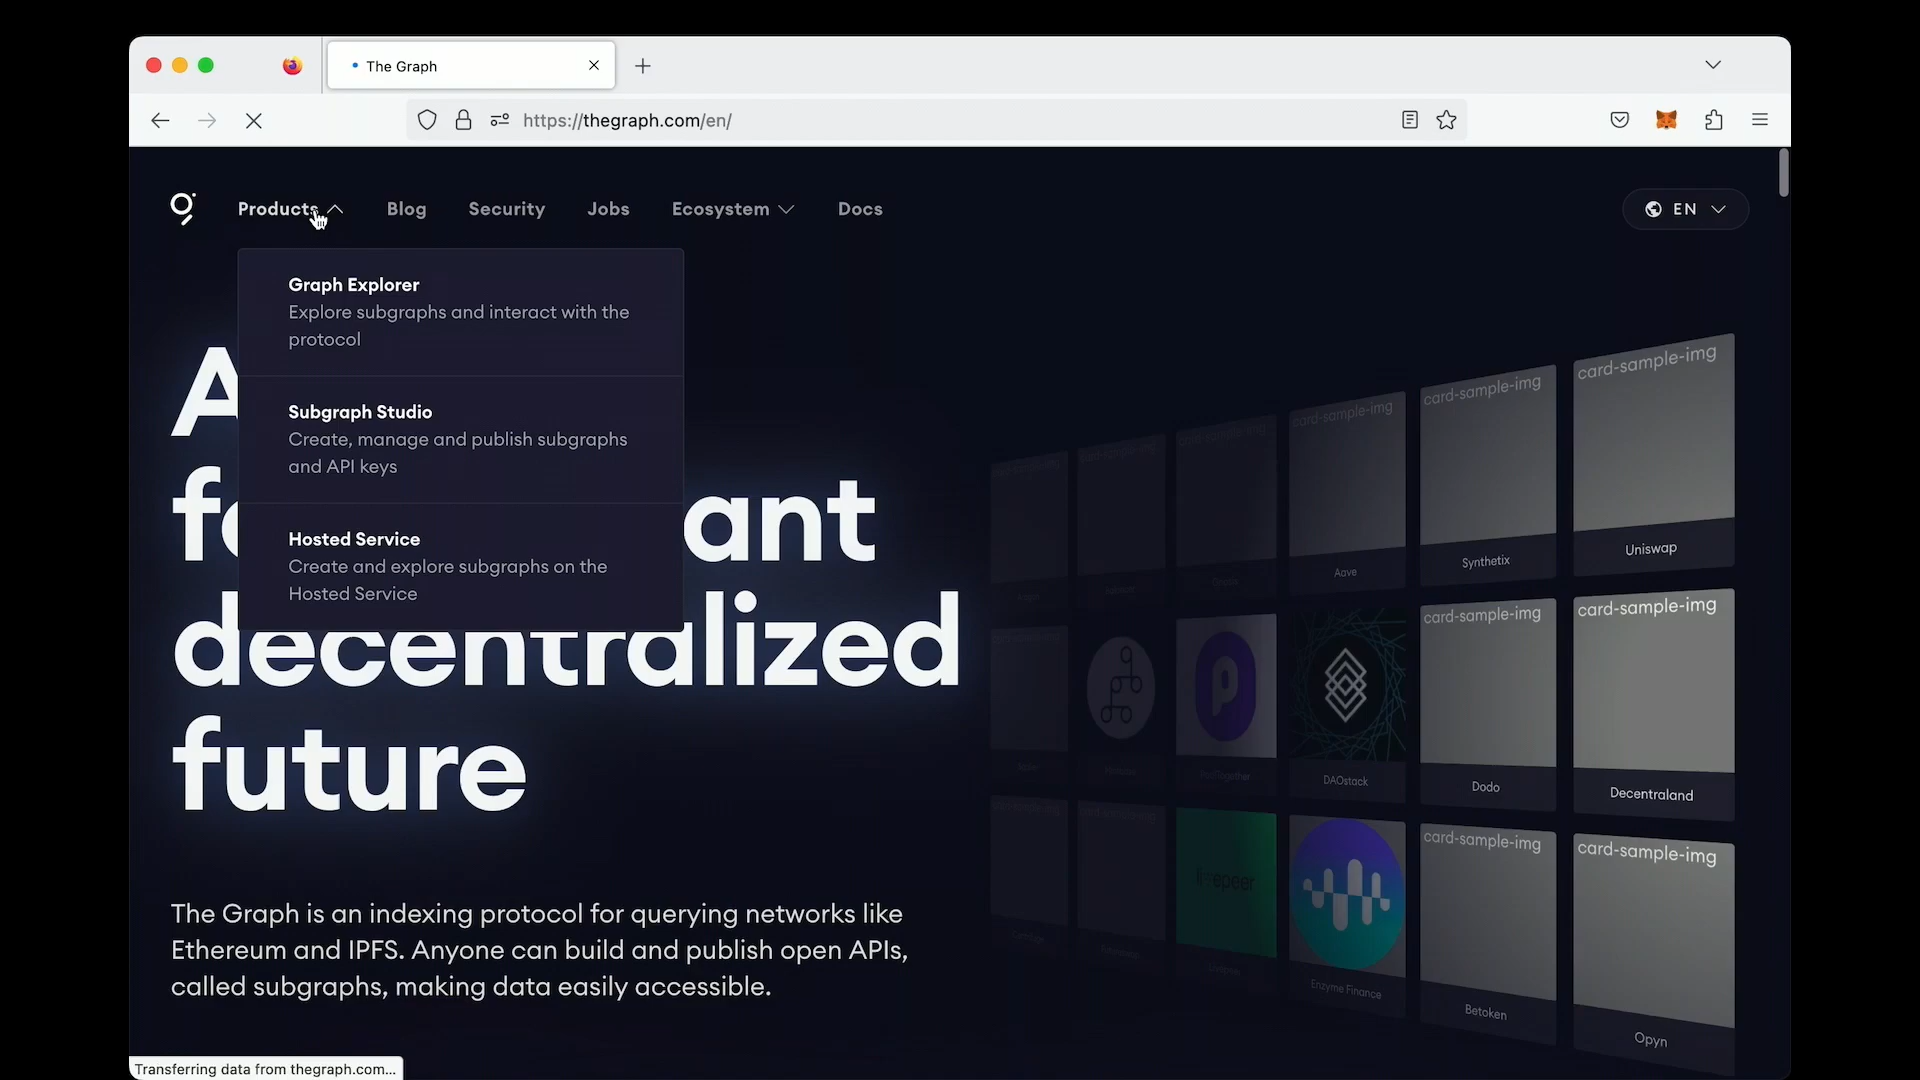 The Graph
https://thegraph.com/en/
Products Blog Security Jobs Ecosystem Docs EN
Graph Explorer
Explore subgraphs and interact with the
protocol
Subgraph Studio
Create, manage and publish subgraphs
and API keys
Hosted Service
Create and explore subgraphs on the
Hosted Service
ant
decentralized
future
The Graph is an indexing protocol for querying networks like
Ethereum and IPFS. Anyone can build and publish open APIs,
called subgraphs, making data easily accessible.
card-sample-img
card-sample-img
card-sample-img
Aave
Synthetix
Uniswap
card-sample-img
card-sample-img
PoolTogether
DAOstack
Dodo
Decentraland
card-sample-img
card-sample-img
livepeer
Enzyme Finance
Betoken
Opyn
Transferring data from thegraph.com...